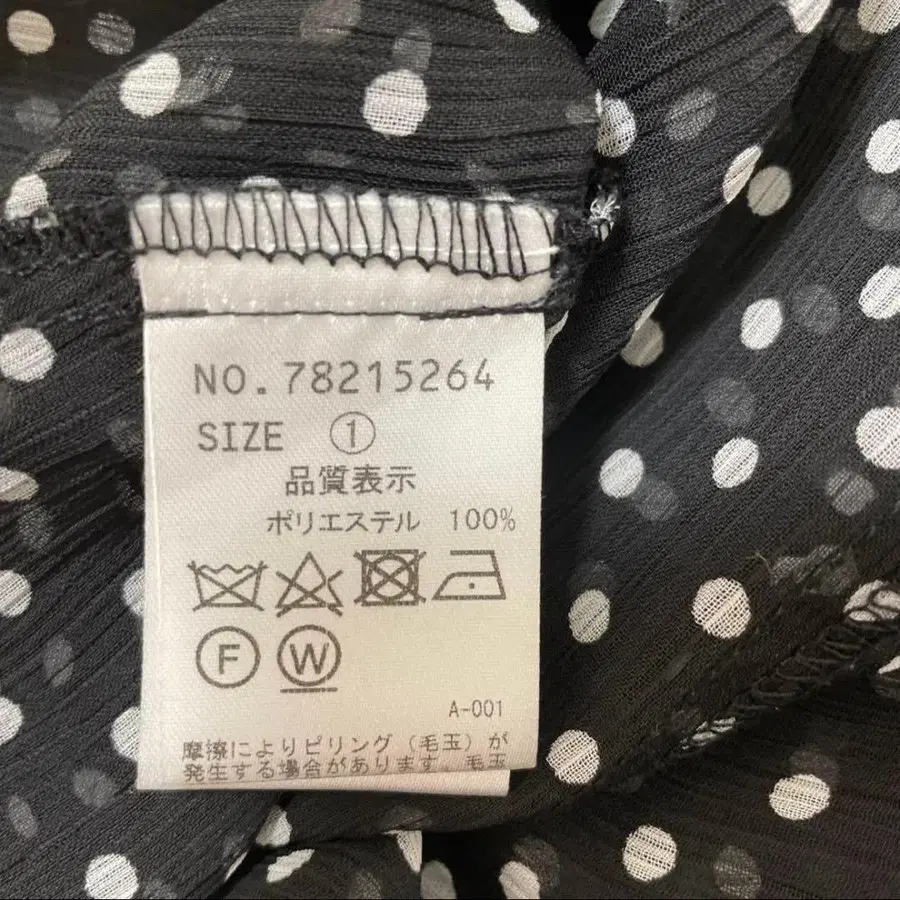 NO.78215264
SIZE ①
品質表示
ポリエステル 100%
F W
A-001
摩擦によりピリング(毛玉)が
発生する場合があります。毛玉